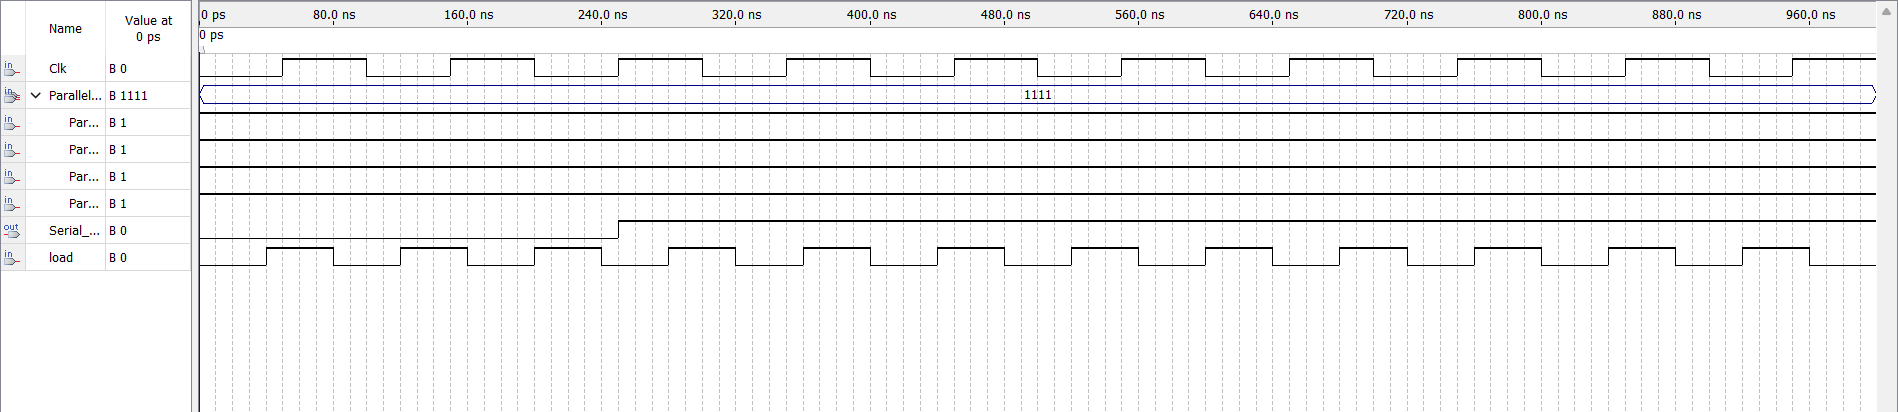 Name Value at 0 ps
0 ps 80.0 ns 160.0 ns 240.0 ns 320.0 ns 400.0 ns 480.0 ns 560.0 ns 640.0 ns 720.0 ns 800.0 ns 880.0 ns 960.0 ns
0 ps
in Clk B 0
in Parallel... B 1111 1111
in Par... B 1
in Par... B 1
in Par... B 1
in Par... B 1
out Serial_... B 0
in load B 0